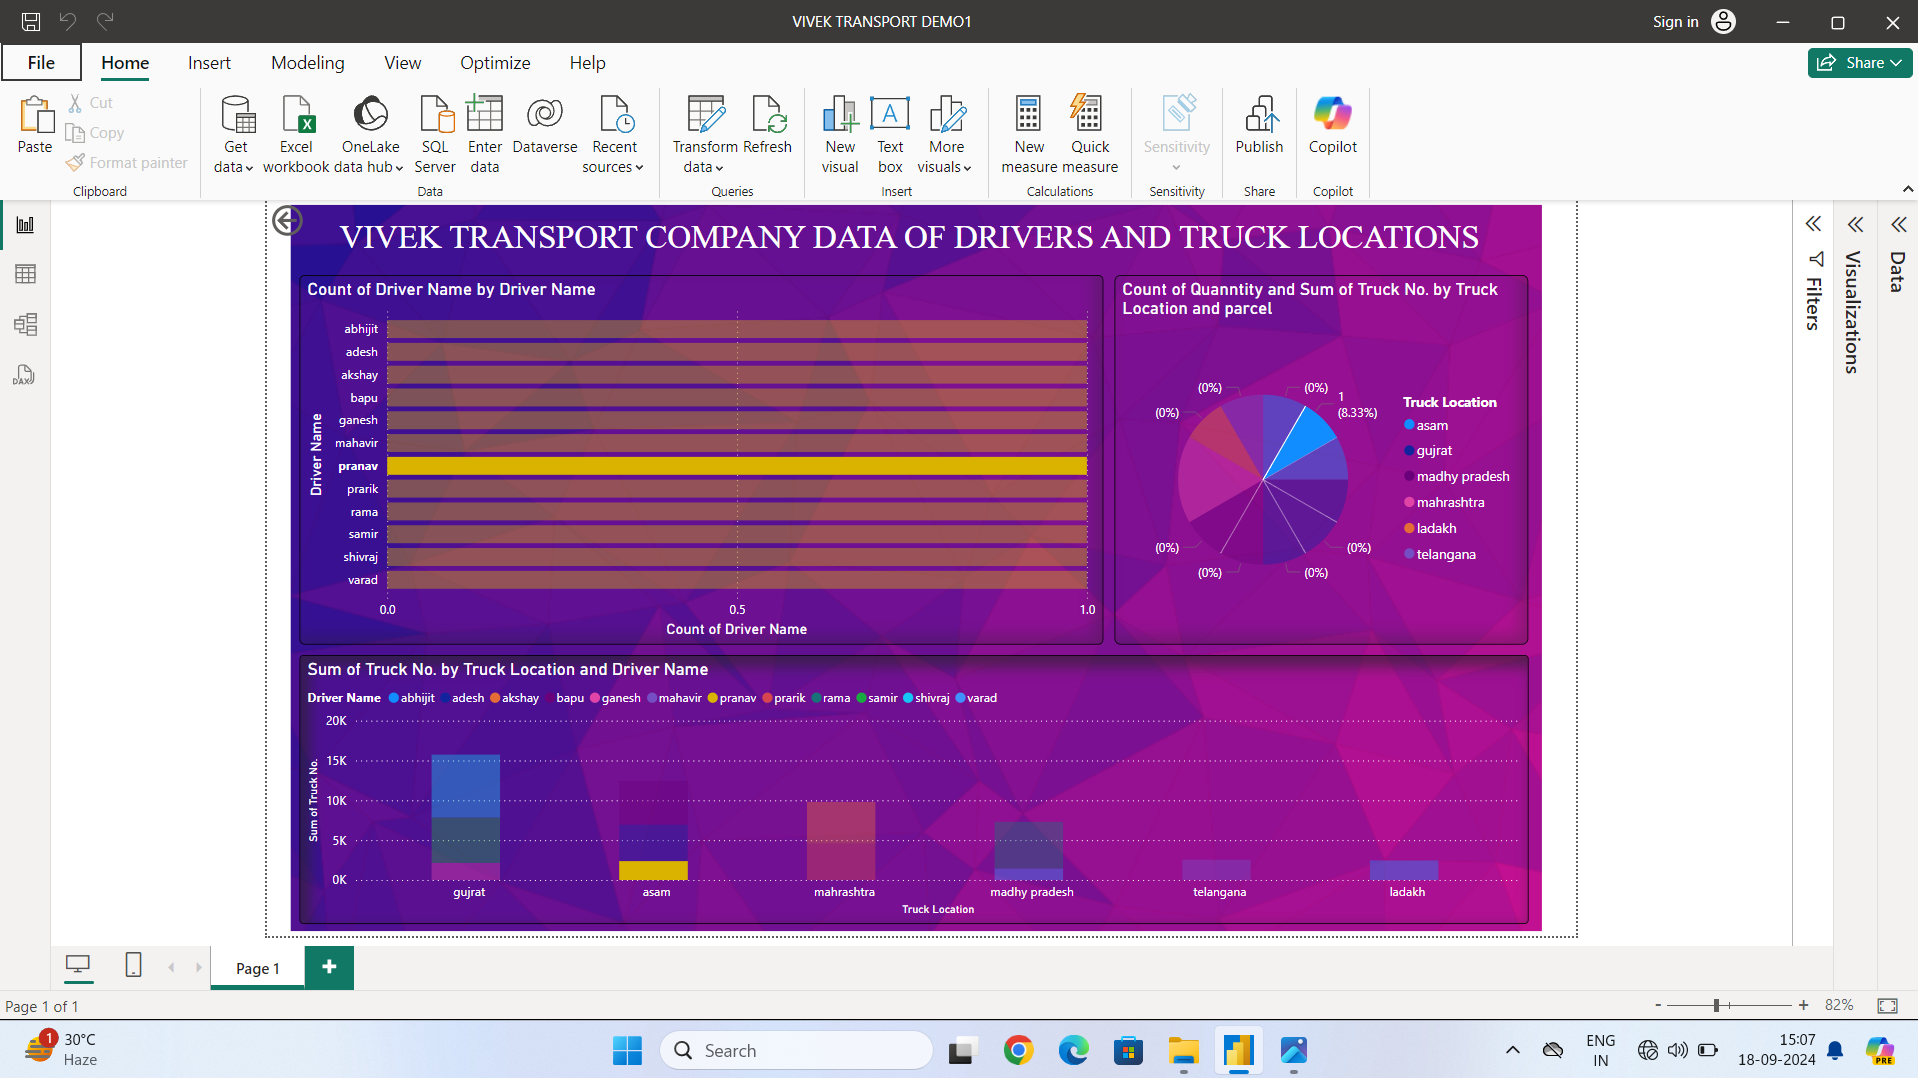 VIVEK TRANSPORT DEMO1
Sign in
File Home Insert Modeling View Optimize Help
Share
Paste
Cut
Copy
Format painter
Clipboard
Get data
Excel workbook
OneLake data hub
SQL Server
Enter data
Dataverse
Recent sources
Data
Transform data
Refresh
Queries
New visual
Text box
More visuals
Insert
New measure
Quick measure
Calculations
Sensitivity
Sensitivity
Publish
Share
Copilot
Copilot
VIVEK TRANSPORT COMPANY DATA OF DRIVERS AND TRUCK LOCATIONS
Count of Driver Name by Driver Name
Driver Name
abhijit
adesh
akshay
bapu
ganesh
mahavir
pranav
prarik
rama
samir
shivraj
varad
0.0 0.5 1.0
Count of Driver Name
Count of Quanntity and Sum of Truck No. by Truck
Location and parcel
(0%) (0%)
1
(0%) (8.33%)
(0%) (0%)
(0%) (0%)
Truck Location
asam
gujrat
madhy pradesh
mahrashtra
ladakh
telangana
Sum of Truck No. by Truck Location and Driver Name
Driver Name abhijit adesh akshay bapu ganesh mahavir pranav prarik rama samir shivraj varad
Sum of Truck No.
20K
15K
10K
5K
0K
gujrat asam mahrashtra madhy pradesh telangana ladakh
Truck Location
Filters
Visualizations
Data
Page 1
Page 1 of 1
- + 82%
1
30°C
Haze
Search
ENG
IN
15:07
18-09-2024
PRE
DAX